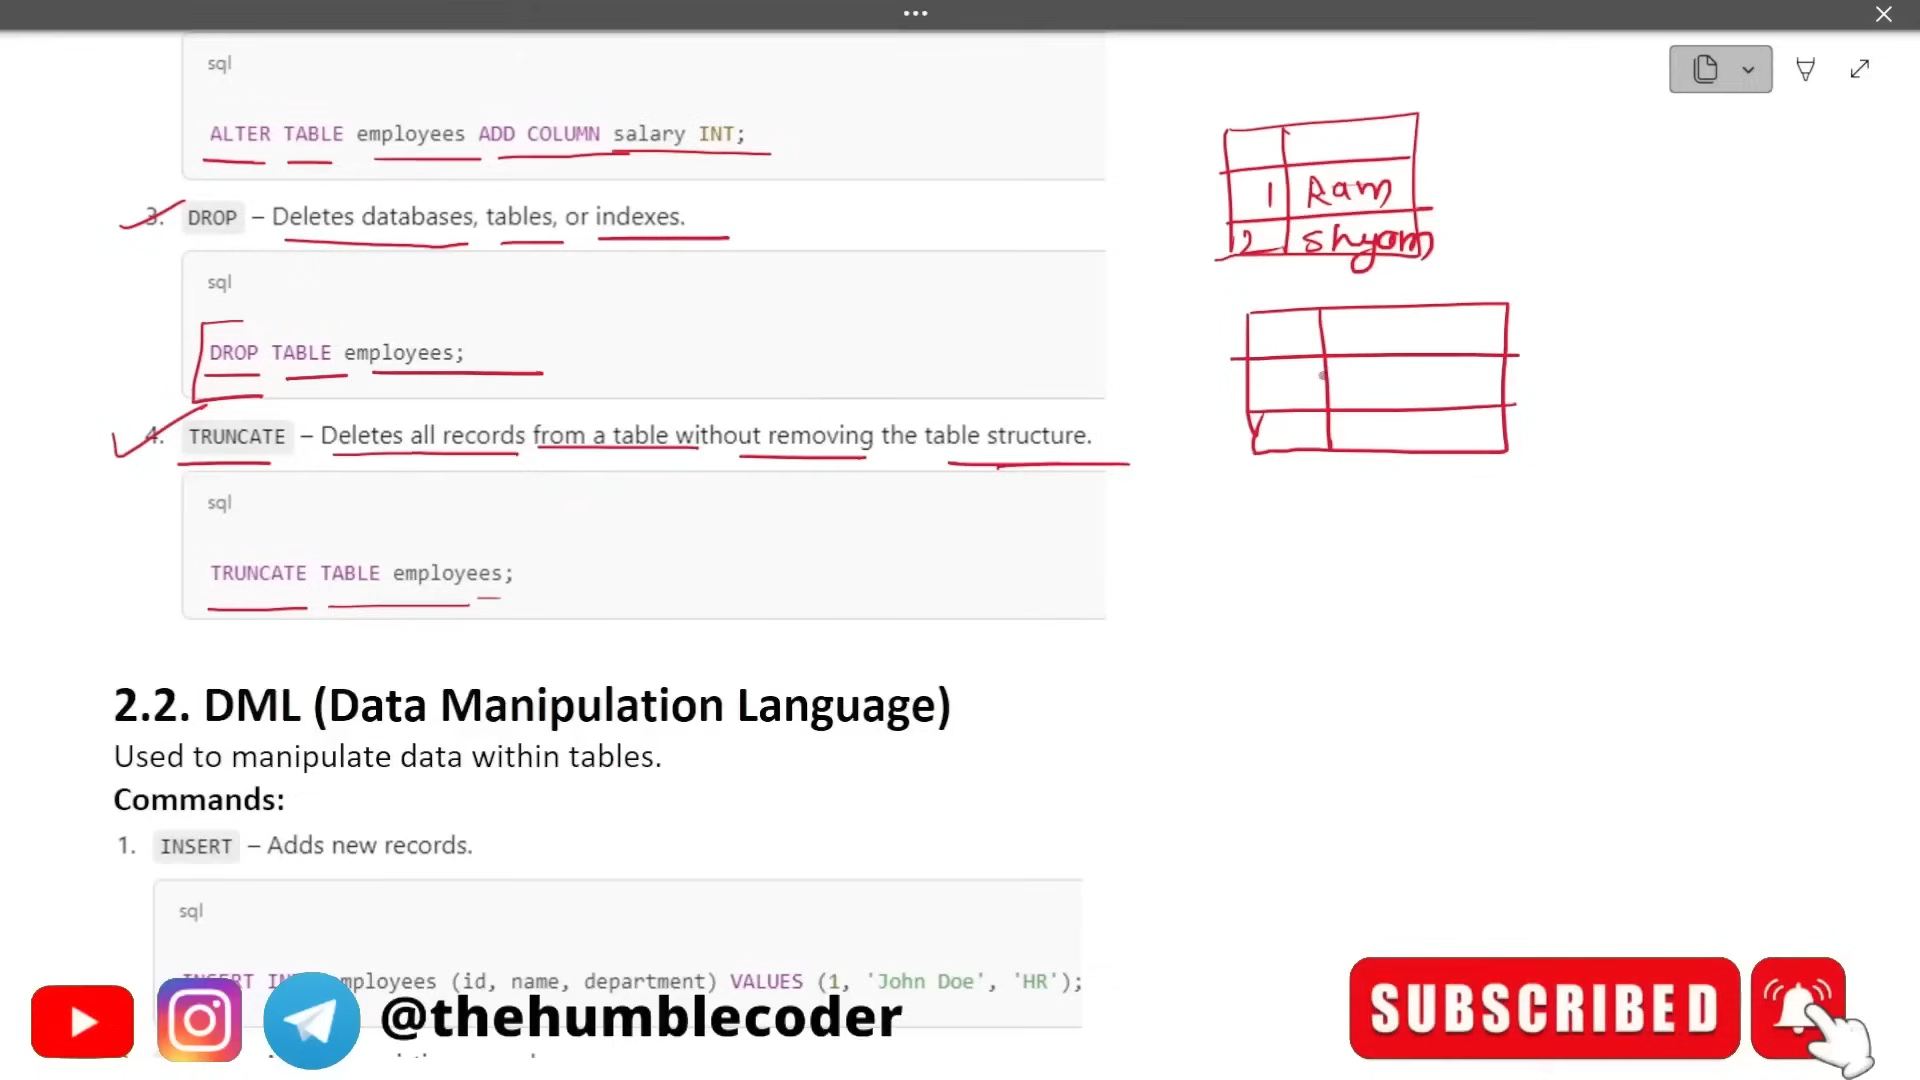 sql
ALTER TABLE employees ADD COLUMN salary INT;
3. DROP – Deletes databases, tables, or indexes.
sql
DROP TABLE employees;
4. TRUNCATE – Deletes all records from a table without removing the table structure.
sql
TRUNCATE TABLE employees;
1 Ram
2 Shyam
2.2. DML (Data Manipulation Language)
Used to manipulate data within tables.
Commands:
1. INSERT – Adds new records.
sql
INSERT employees (id, name, department) VALUES (1, 'John Doe', 'HR');
@thehumblecoder
SUBSCRIBED